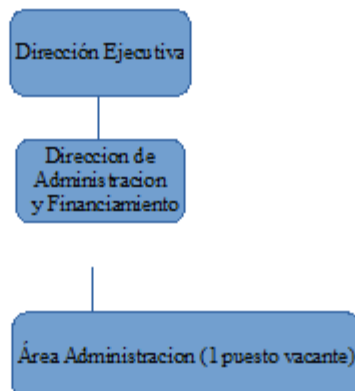 Dirección Ejecutiva
Direccion de
Administracion
y Financiamiento
Área Administracion (1 puesto vacante)